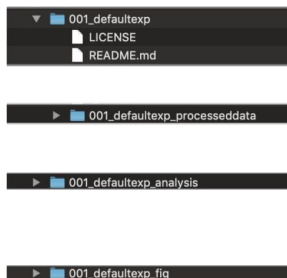 001_defaultexp
LICENSE
README.md
001_defaultexp_processeddata
001_defaultexp_analysis
001_defaultexp_fig